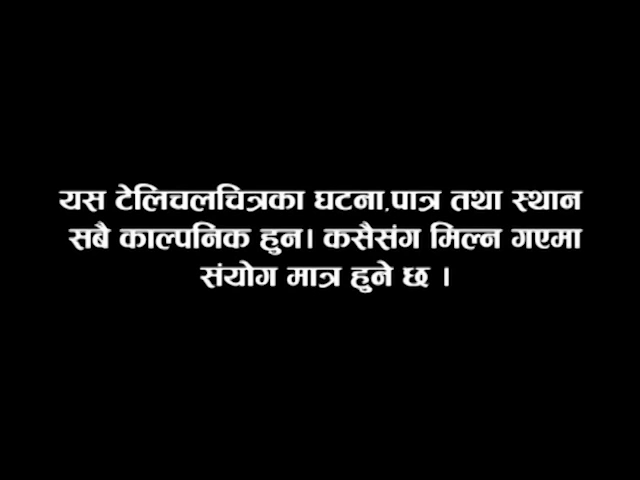 यस टेलिचलचित्रका घटना,पात्र तथा स्थान
सबै काल्पनिक हुन। कसैसंग मिल्न गएमा
संयोग मात्र हुने छ ।